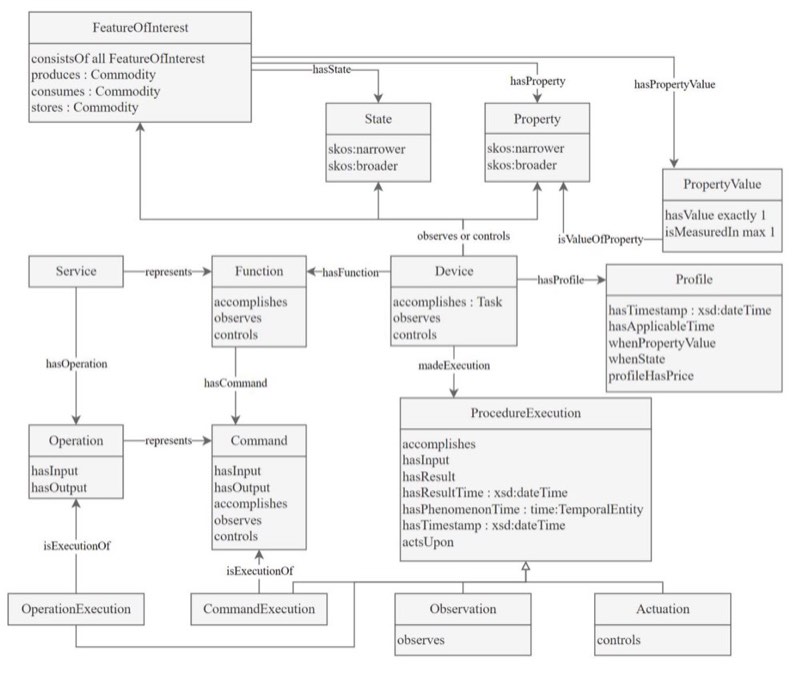 FeatureOfInterest
consistsOf all FeatureOfInterest
produces : Commodity
consumes : Commodity
stores : Commodity
hasState
hasProperty
hasPropertyValue
State
skos:narrower
skos:broader
Property
skos:narrower
skos:broader
PropertyValue
hasValue exactly 1
isMeasuredIn max 1
observes or controls
isValueOfProperty
Service
represents
Function
accomplishes
observes
controls
hasFunction
Device
accomplishes : Task
observes
controls
hasProfile
Profile
hasTimestamp : xsd:dateTime
hasApplicableTime
whenPropertyValue
whenState
profileHasPrice
hasOperation
hasCommand
madeExecution
Operation
hasInput
hasOutput
represents
Command
hasInput
hasOutput
accomplishes
observes
controls
ProcedureExecution
accomplishes
hasInput
hasResult
hasResultTime : xsd:dateTime
hasPhenomenonTime : time:TemporalEntity
hasTimestamp : xsd:dateTime
actsUpon
isExecutionOf
isExecutionOf
OperationExecution
CommandExecution
Observation
observes
Actuation
controls